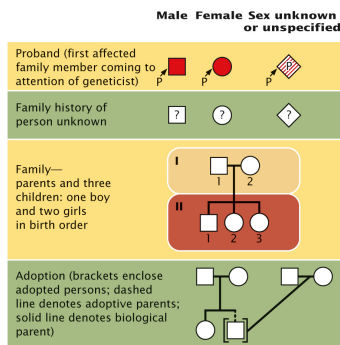 Male Female Sex unknown
or unspecified
Proband (first affected
family member coming to
attention of geneticist)
P P P P
Family history of
person unknown
? ? ?
Family—
parents and three
children: one boy
and two girls
in birth order
I
1 2
II
1 2 3
Adoption (brackets enclose
adopted persons; dashed
line denotes adoptive parents;
solid line denotes biological
parent)